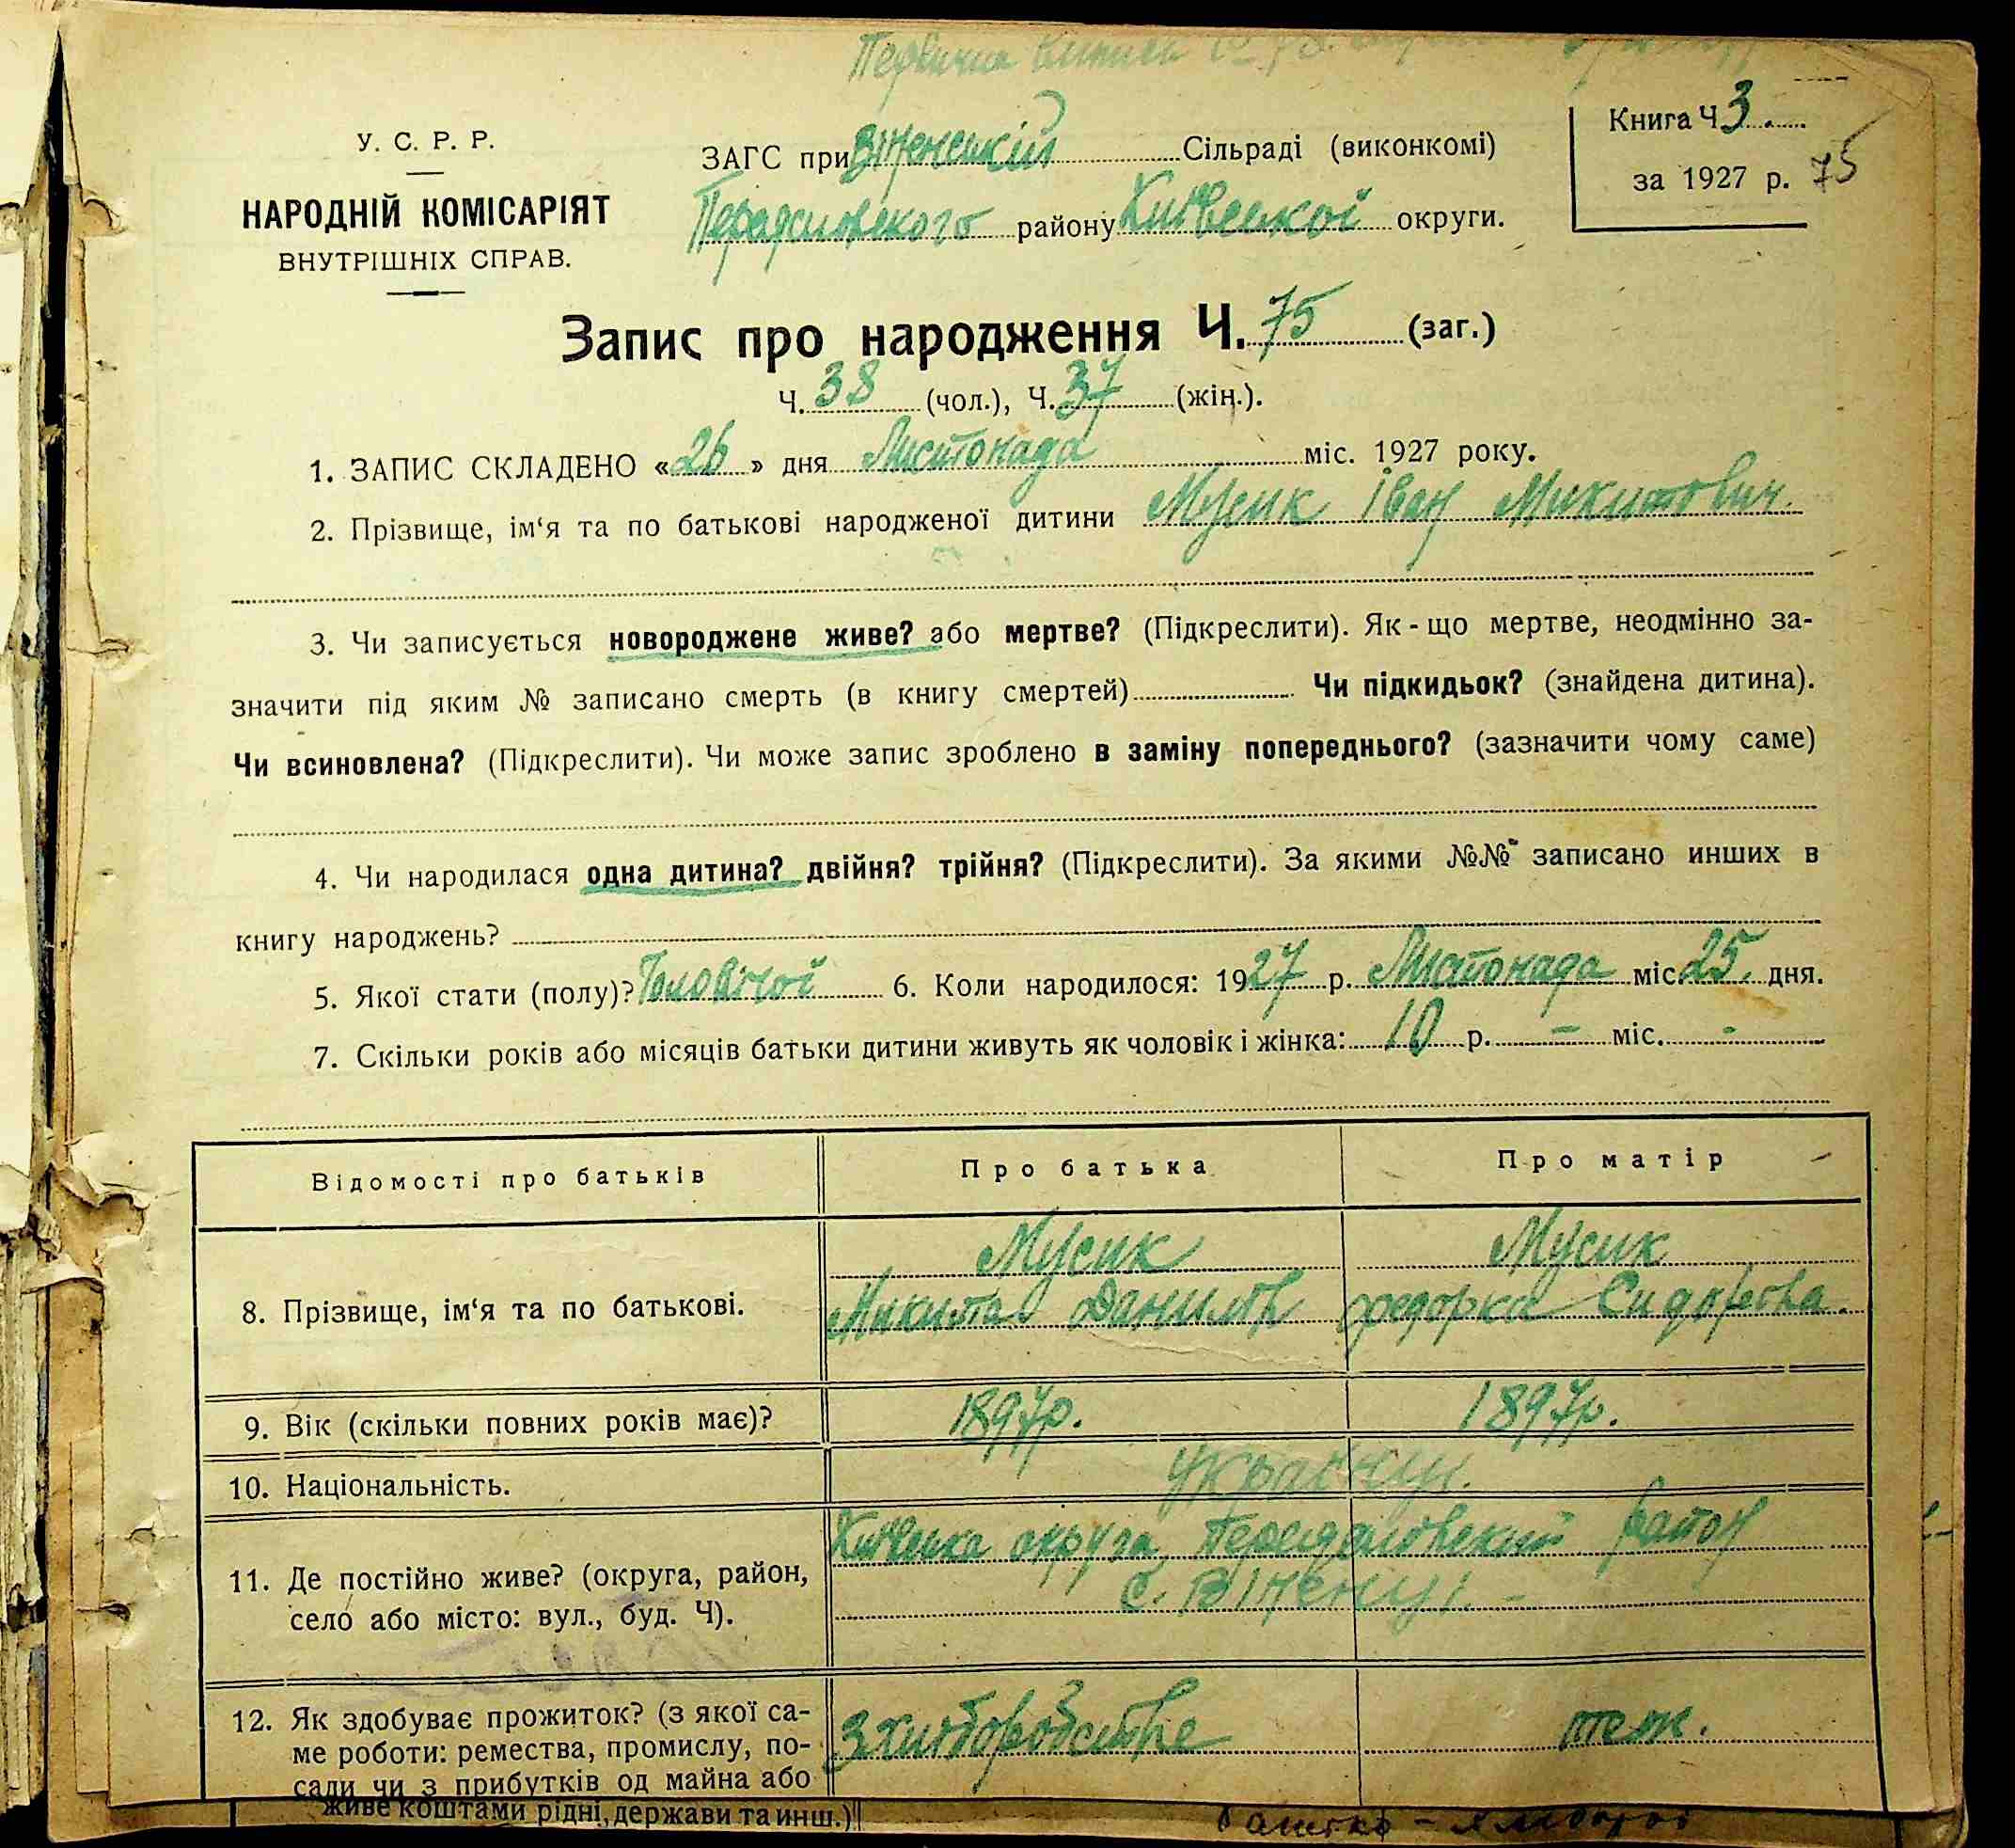 Первична виписка
У. С. Р. Р.
НАРОДНІЙ КОМІСАРІЯТ
ВНУТРІШНІХ СПРАВ.
ЗАГС при Віненській Сільраді (виконкомі)
району Київської округи.
Книга Ч 3.
за 1927 р. 75
Запис про народження Ч. 75 (заг.)
Ч. 38 (чол.), Ч. 37 (жін.).
1. ЗАПИС СКЛАДЕНО «26» дня Листопада міс. 1927 року.
2. Прізвище, ім‘я та по батькові народженої дитини Мусик Іван Микитович.
3. Чи записується новороджене живе? або мертве? (Підкреслити). Як-що мертве, неодмінно за-
значити під яким № записано смерть (в книгу смертей) Чи підкидьок? (знайдена дитина).
Чи всиновлена? (Підкреслити). Чи може запис зроблено в заміну попереднього? (зазначити чому саме)
4. Чи народилася одна дитина? двійня? трійня? (Підкреслити). За якими №№ записано инших в
книгу народжень?
5. Якої стати (полу)? Чоловічої 6. Коли народилося: 1927 р. Листопада міс. 25. дня.
7. Скільки років або місяців батьки дитини живуть як чоловік і жінка: 10 р. – міс. -
Відомості про батьків Про батька Про матір
8. Прізвище, ім‘я та по батькові. Мусик Микита Данилов Мусик Федорка Сидорова.
9. Вік (скільки повних років має)? 1897р. 1897р.
10. Національність. Українці.
11. Де постійно живе? (округа, район, Київська округа район
село або місто: вул., буд. Ч). с. Віненці. -
12. Як здобуває прожиток? (з якої са-
ме роботи: ремества, промислу, по- З хліборобства теж.
сади чи з прибутків од майна або
живе коштами рідні, держави та инш.)